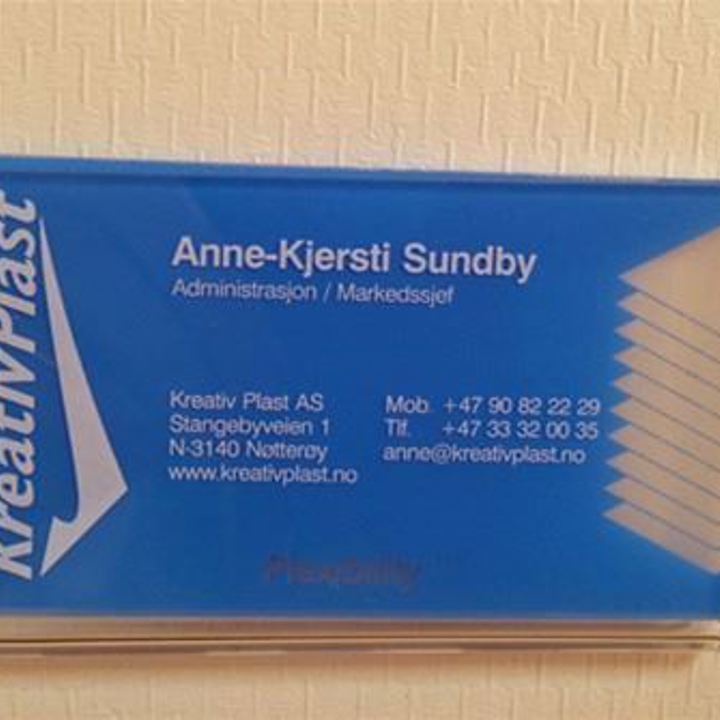 KreativPlast
Anne-Kjersti Sundby
Administrasjon / Markedssjef
Kreativ Plast AS
Stangebyveien 1
N-3140 Nøtterøy
www.kreativplast.no
Mob. +47 90 82 22 29
Tlf. +47 33 32 00 35
anne@kreativplast.no